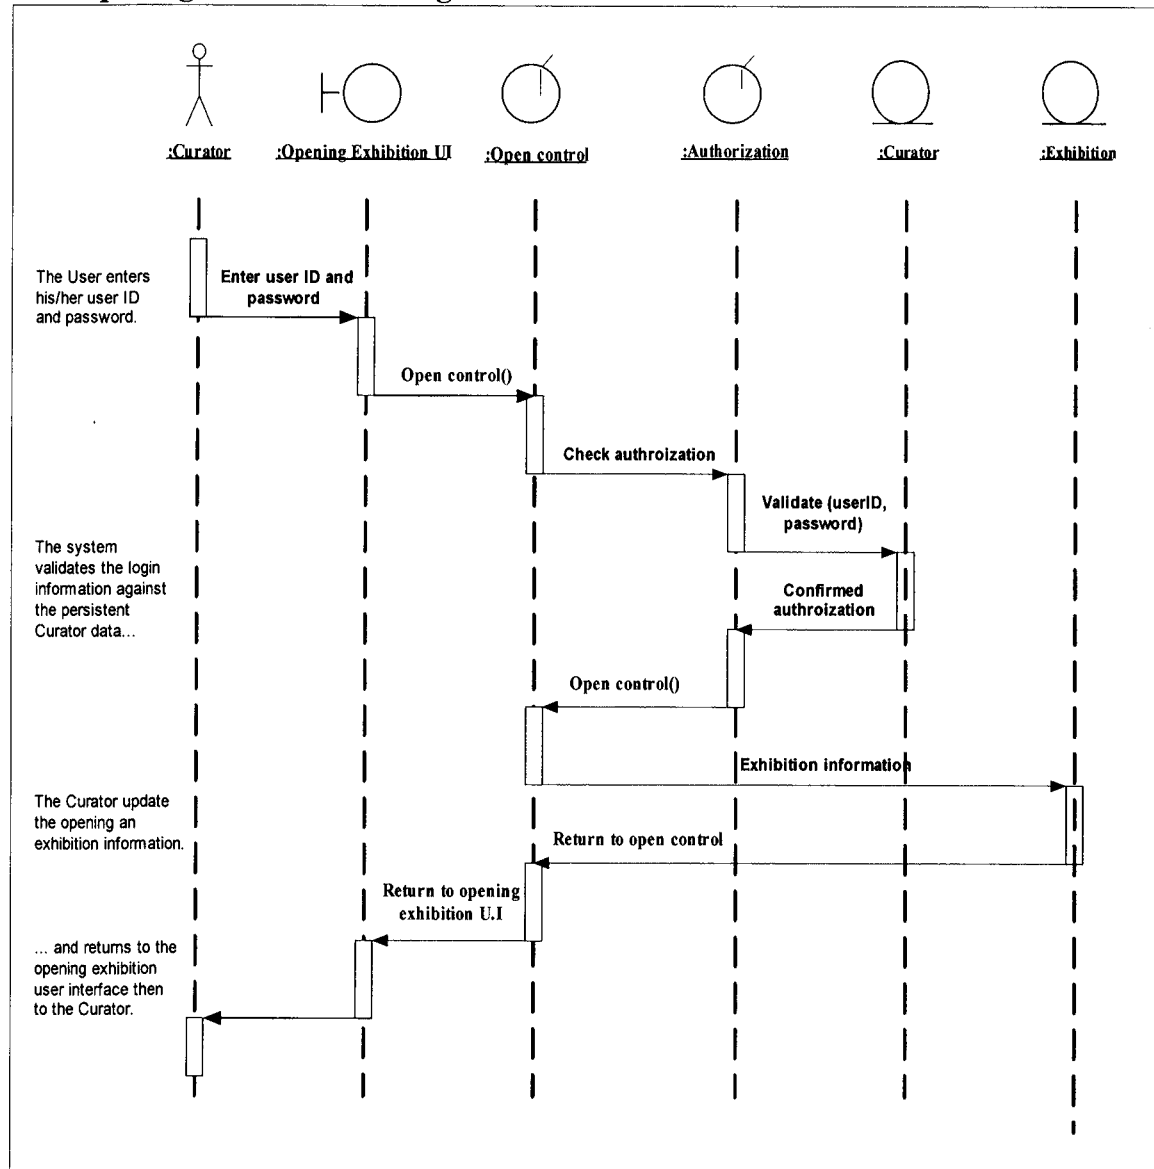 :Curator
:Opening Exhibition UI
:Open control
:Authorization
:Curator
:Exhibition
The User enters
his/her user ID
and password.
Enter user ID and
password
Open control()
Check authroization
Validate (userID,
password)
The system
validates the login
information against
the persistent
Curator data...
Confirmed
authroization
Open control()
Exhibition information
The Curator update
the opening an
exhibition information.
Return to open control
Return to opening
exhibition U.I
... and returns to the
opening exhibition
user interface then
to the Curator.